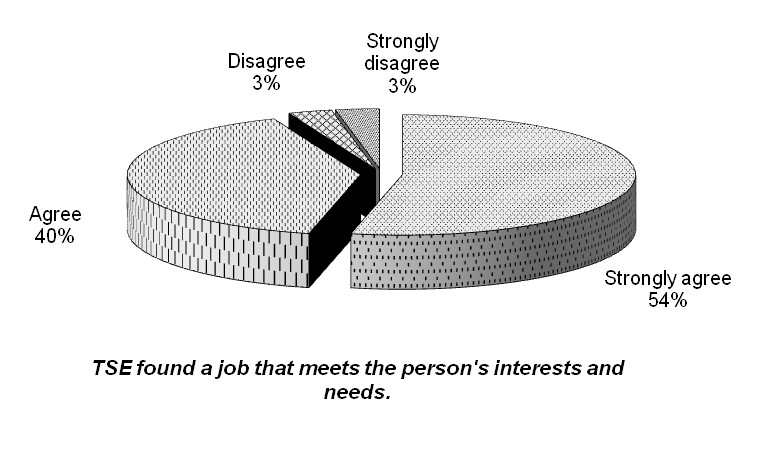 Strongly
disagree
3%
Disagree
3%
Agree
40%
Strongly agree
54%
TSE found a job that meets the person's interests and
needs.